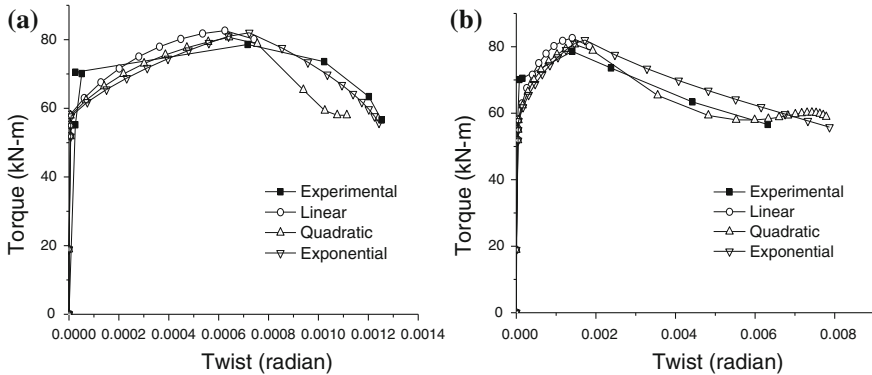 (a)
Torque (kN-m)
100
80
60
40
20
0
Experimental
Linear
Quadratic
Exponential
0.0000 0.0002 0.0004 0.0006 0.0008 0.0010 0.0012 0.0014
Twist (radian)
(b)
Torque (kN-m)
100
80
60
40
20
0
Experimental
Linear
Quadratic
Exponential
0.000 0.002 0.004 0.006 0.008
Twist (radian)